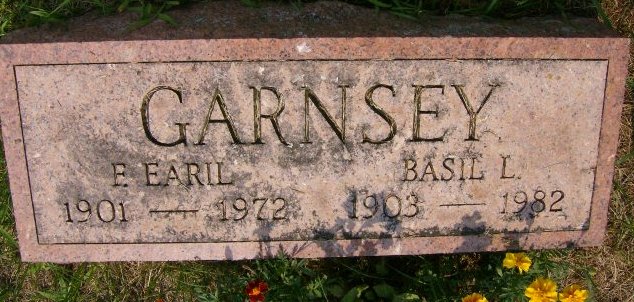 GARNSEY
F. EARIL BASIL L.
1901 — 1972 1903 — 1982